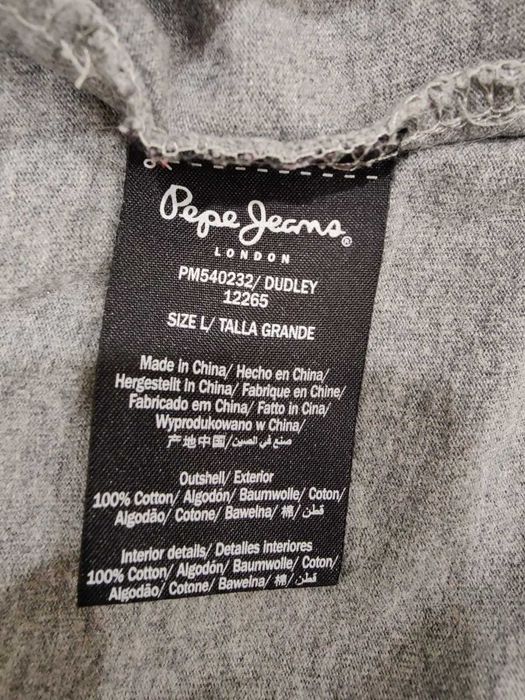 Pepe Jeans®
LONDON
PM540232/ DUDLEY
12265
SIZE L/ TALLA GRANDE
Made in China/ Hecho en China/
Hergestellt in China/ Fabrique en Chine/
Fabricado em China/ Fatto in Cina/
Wyprodukowano w China/
产地中国/صنع في الصين/
Outshell/ Exterior
100% Cotton/ Algodón/ Baumwolle/ Coton/
Algodão/ Cotone/ Bawelna/ 棉/ قطن/
Interior details/ Detalles interiores
100% Cotton/ Algodón/ Baumwolle/ Coton/
Algodão/ Cotone/ Bawelna/ 棉/ قطن/